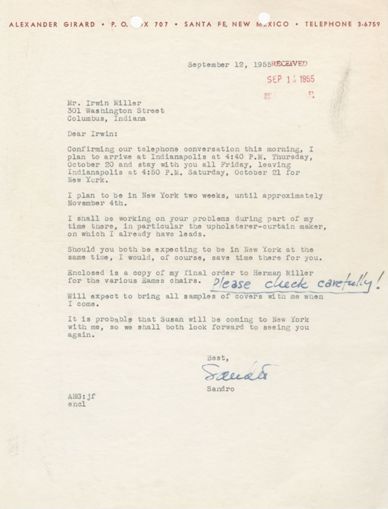 ALEXANDER GIRARD • P. O. BOX 707 • SANTA FE, NEW MEXICO • TELEPHONE 3-6759
September 12, 1955
RECEIVED
SEP 1 1955
Mr. Irwin Miller
301 Washington Street
Columbus, Indiana
Dear Irwin:
Confirming our telephone conversation this morning, I
plan to arrive at Indianapolis at 4:40 P.M. Thursday,
October 20 and stay with you all Friday, leaving
Indianapolis at 4:50 P.M. Saturday, October 21 for
New York.
I plan to be in New York two weeks, until approximately
November 4th.
I shall be working on your problems during part of my
time there, in particular the upholsterer-curtain maker,
on which I already have leads.
Should you both be expecting to be in New York at the
same time, I would, of course, save time there for you.
Enclosed is a copy of my final order to Herman Miller
for the various Eames chairs. Please check carefully!
Will expect to bring all samples of covers with me when
I come.
It is probable that Susan will be coming to New York
with me, so we shall both look forward to seeing you
again.
Best,
Sandro
Sandro
AHG:jf
encl